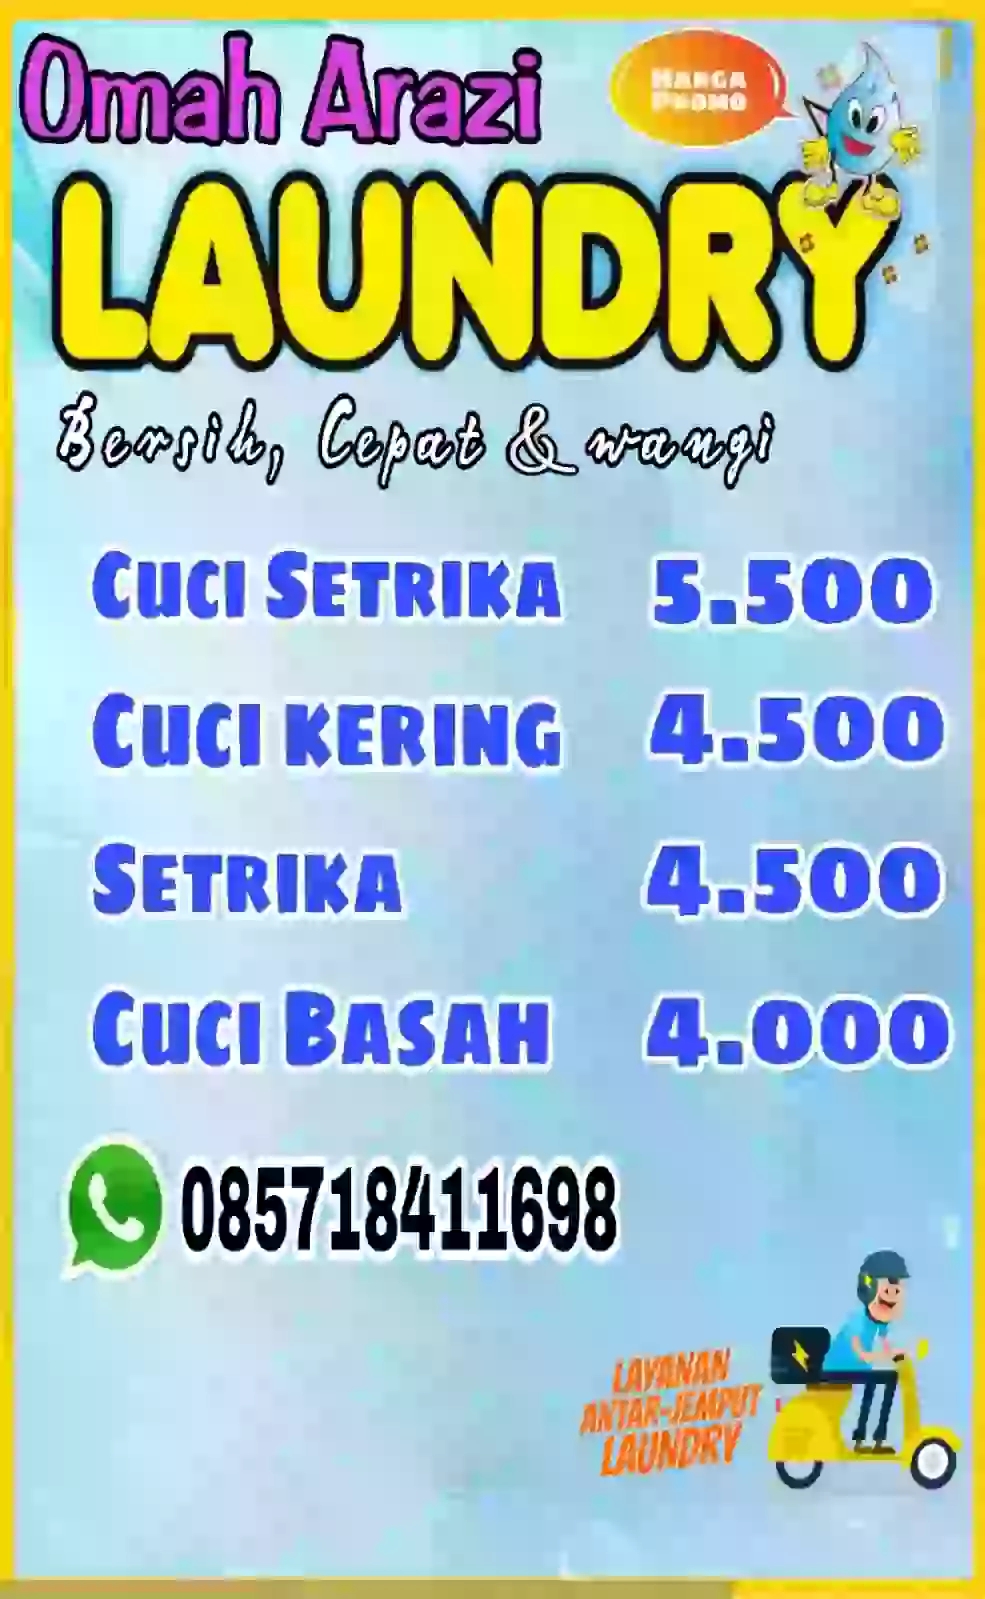 Omah Arazi
HARGA
PROMO
LAUNDRY
Bersih, Cepat & wangi
CUCI SETRIKA 5.500
CUCI KERING 4.500
SETRIKA 4.500
CUCI BASAH 4.000
085718411698
LAYANAN
ANTAR-JEMPUT
LAUNDRY